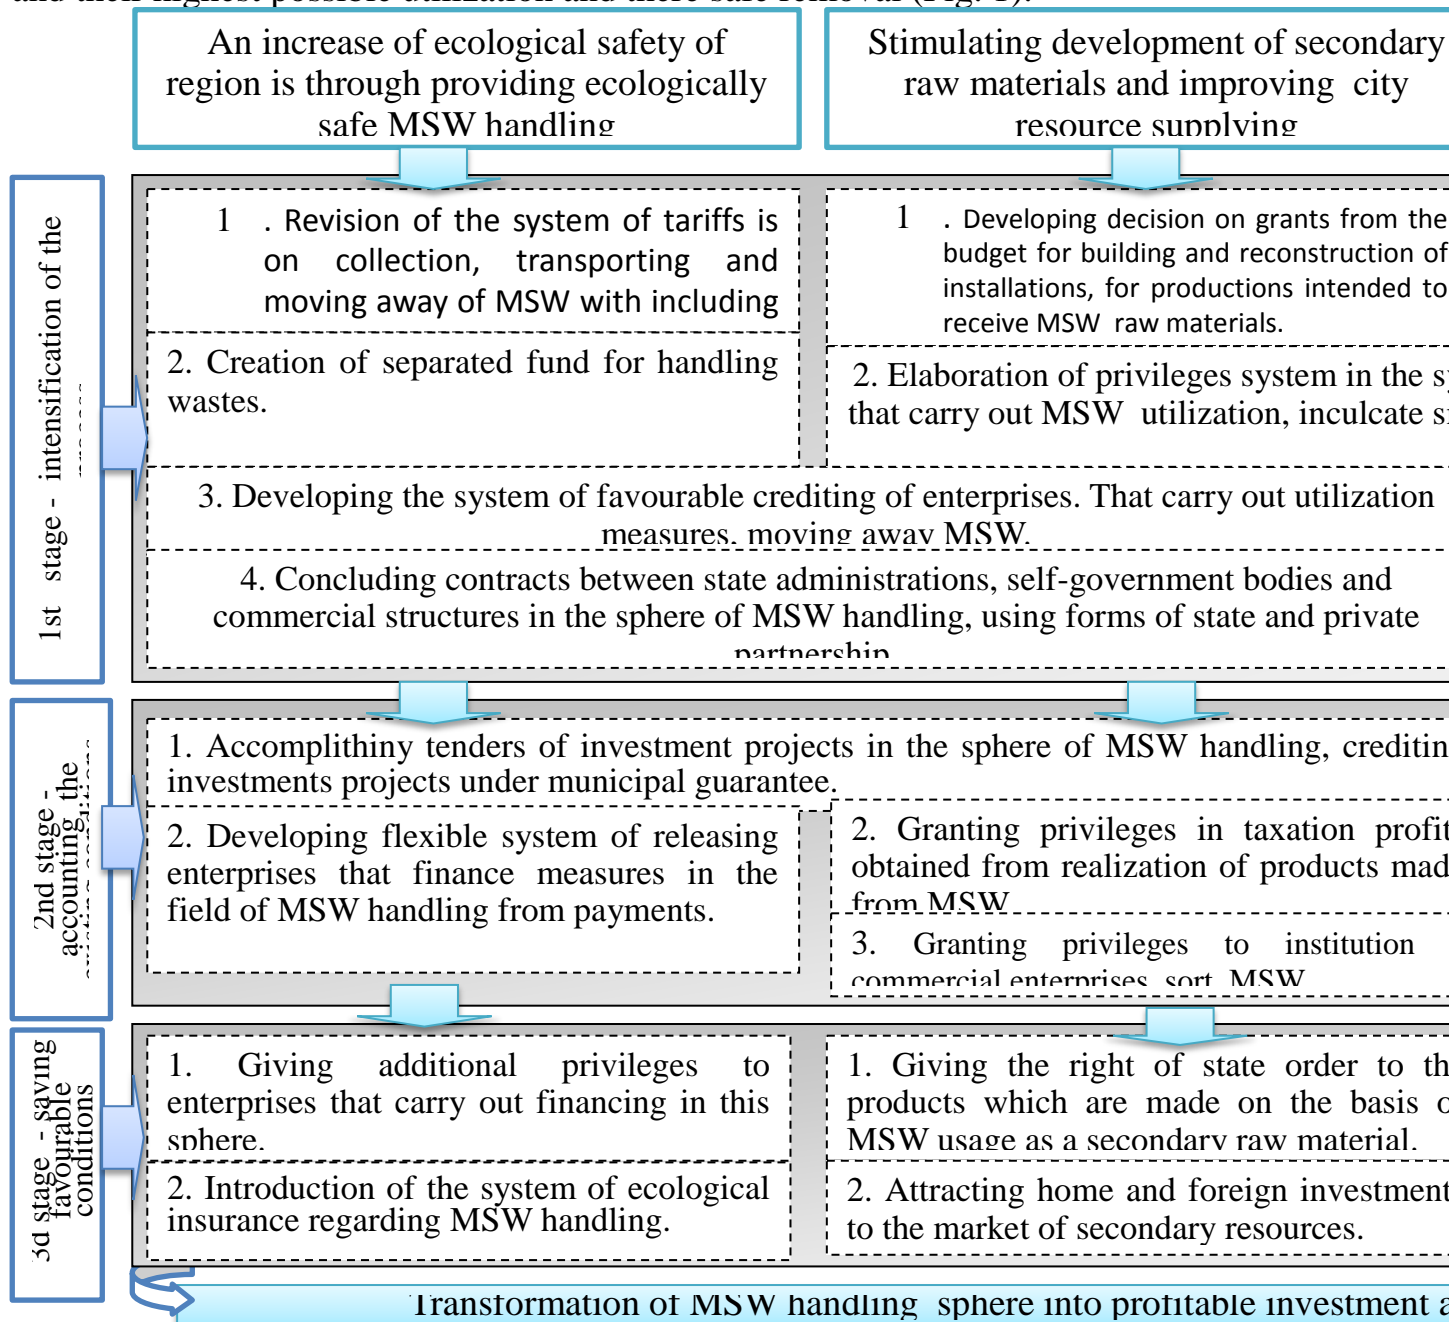 and their highest possible utilization and there safe removal (Fig. 1).
An increase of ecological safety of
region is through providing ecologically
safe MSW handling
Stimulating development of secondary
raw materials and improving city
resource supplying
1st stage - intensification of the
1 . Revision of the system of tariffs is
on collection, transporting and
moving away of MSW with including
2. Creation of separated fund for handling
wastes.
1 . Developing decision on grants from the
budget for building and reconstruction of
installations, for productions intended to
receive MSW raw materials.
2. Elaboration of privileges system in the
that carry out MSW utilization, inculcate
3. Developing the system of favourable crediting of enterprises. That carry out utilization
measures, moving away MSW.
4. Concluding contracts between state administrations, self-government bodies and
commercial structures in the sphere of MSW handling, using forms of state and private
partnership
2nd stage -
accounting the
existing conditions
1. Accomplithiny tenders of investment projects in the sphere of MSW handling, creditin
investments projects under municipal guarantee.
2. Developing flexible system of releasing
enterprises that finance measures in the
field of MSW handling from payments.
2. Granting privileges in taxation profit
obtained from realization of products mad
from MSW
3. Granting privileges to institution
commercial enterprises sort MSW
3d stage - saving
favourable
conditions
1. Giving additional privileges to
enterprises that carry out financing in this
sphere.
2. Introduction of the system of ecological
insurance regarding MSW handling.
1. Giving the right of state order to th
products which are made on the basis o
MSW usage as a secondary raw material.
2. Attracting home and foreign investment
to the market of secondary resources.
Transformation of MSW handling sphere into profitable investment a